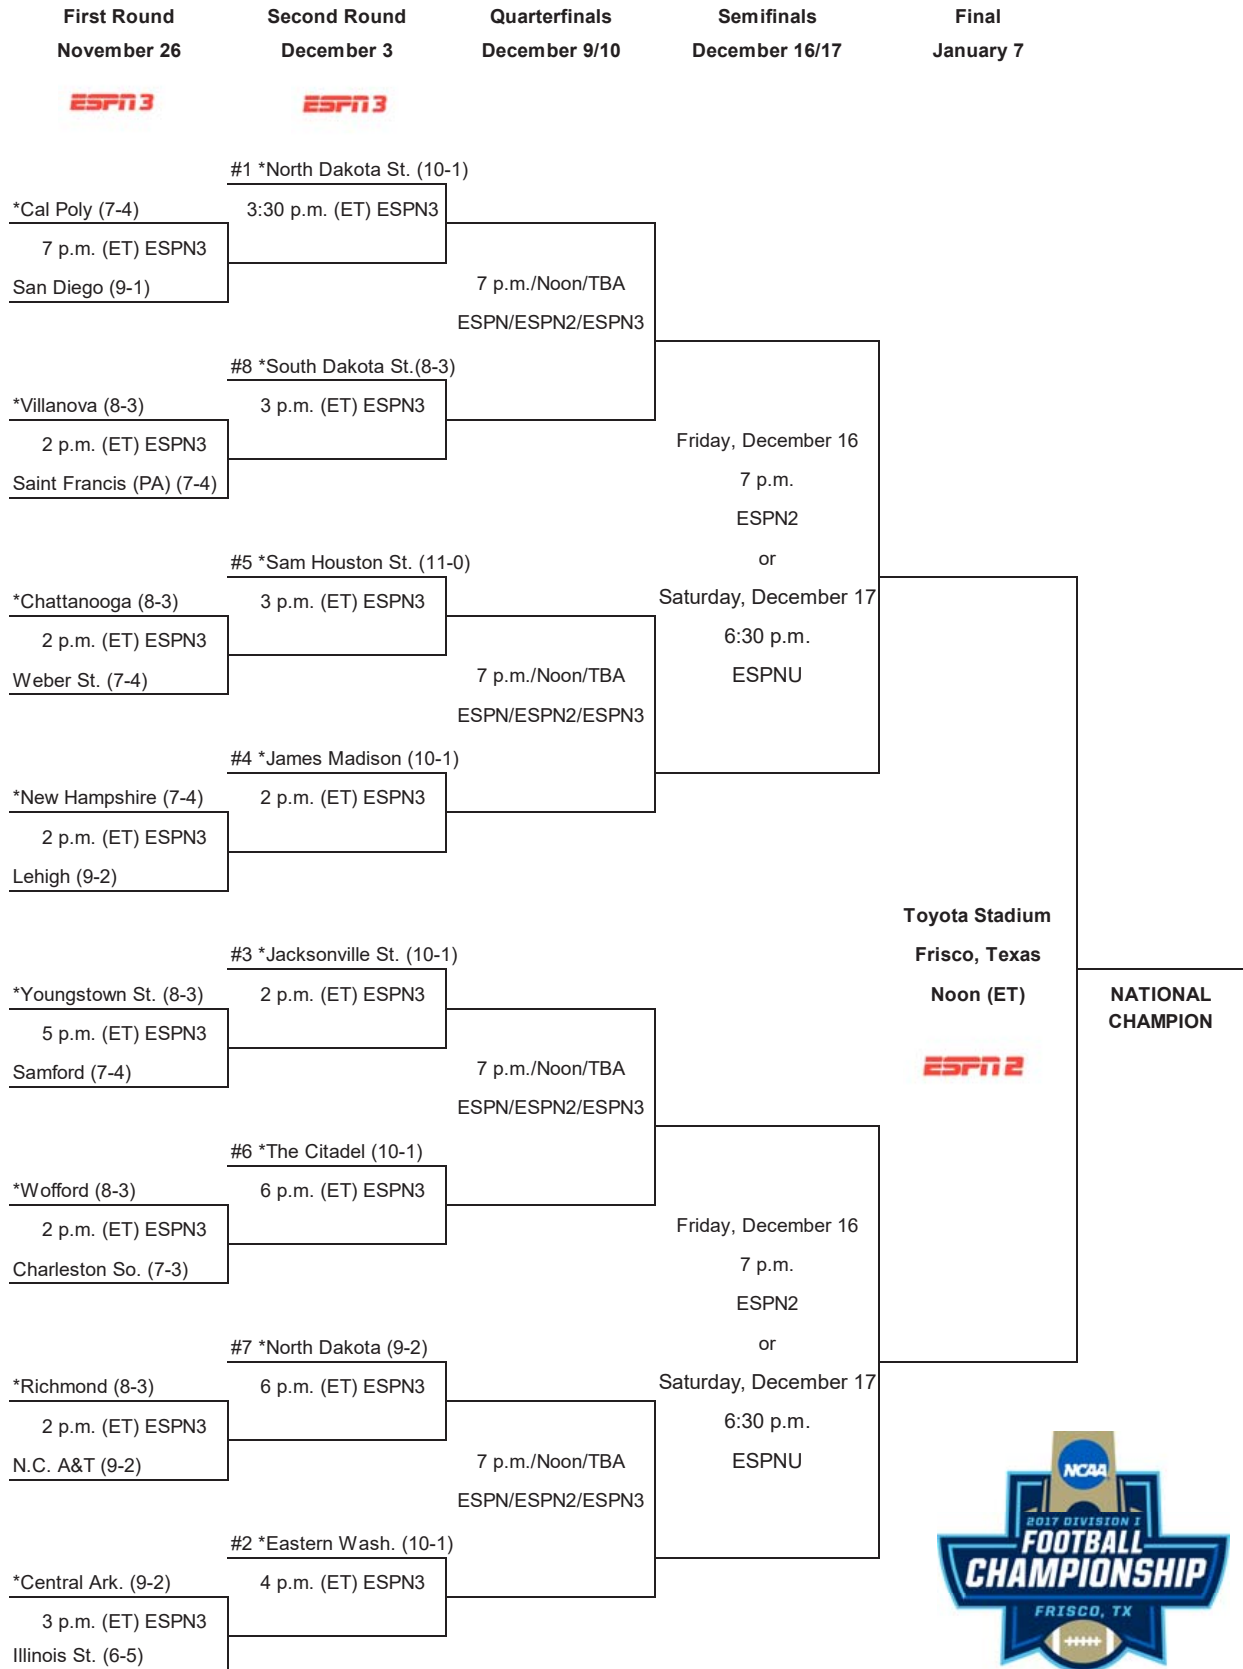 First Round Second Round Quarterfinals Semifinals Final
November 26 December 3 December 9/10 December 16/17 January 7
ESPN3 ESPN3
#1 *North Dakota St. (10-1)
*Cal Poly (7-4) 3:30 p.m. (ET) ESPN3
7 p.m. (ET) ESPN3
San Diego (9-1) 7 p.m./Noon/TBA
ESPN/ESPN2/ESPN3
#8 *South Dakota St.(8-3)
*Villanova (8-3) 3 p.m. (ET) ESPN3
2 p.m. (ET) ESPN3 Friday, December 16
Saint Francis (PA) (7-4) 7 p.m.
ESPN2
#5 *Sam Houston St. (11-0) or
*Chattanooga (8-3) 3 p.m. (ET) ESPN3 Saturday, December 17
2 p.m. (ET) ESPN3 6:30 p.m.
Weber St. (7-4) 7 p.m./Noon/TBA ESPNU
ESPN/ESPN2/ESPN3
#4 *James Madison (10-1)
*New Hampshire (7-4) 2 p.m. (ET) ESPN3
2 p.m. (ET) ESPN3
Lehigh (9-2)
Toyota Stadium
#3 *Jacksonville St. (10-1) Frisco, Texas
*Youngstown St. (8-3) 2 p.m. (ET) ESPN3 Noon (ET) NATIONAL
CHAMPION
5 p.m. (ET) ESPN3
Samford (7-4) 7 p.m./Noon/TBA ESPN2
ESPN/ESPN2/ESPN3
#6 *The Citadel (10-1)
*Wofford (8-3) 6 p.m. (ET) ESPN3
2 p.m. (ET) ESPN3 Friday, December 16
Charleston So. (7-3) 7 p.m.
ESPN2
#7 *North Dakota (9-2) or
*Richmond (8-3) 6 p.m. (ET) ESPN3 Saturday, December 17
2 p.m. (ET) ESPN3 6:30 p.m.
N.C. A&T (9-2) 7 p.m./Noon/TBA ESPNU
ESPN/ESPN2/ESPN3
#2 *Eastern Wash. (10-1)
*Central Ark. (9-2) 4 p.m. (ET) ESPN3
3 p.m. (ET) ESPN3
Illinois St. (6-5)
NCAA
2017 DIVISION I
FOOTBALL
CHAMPIONSHIP
FRISCO, TX